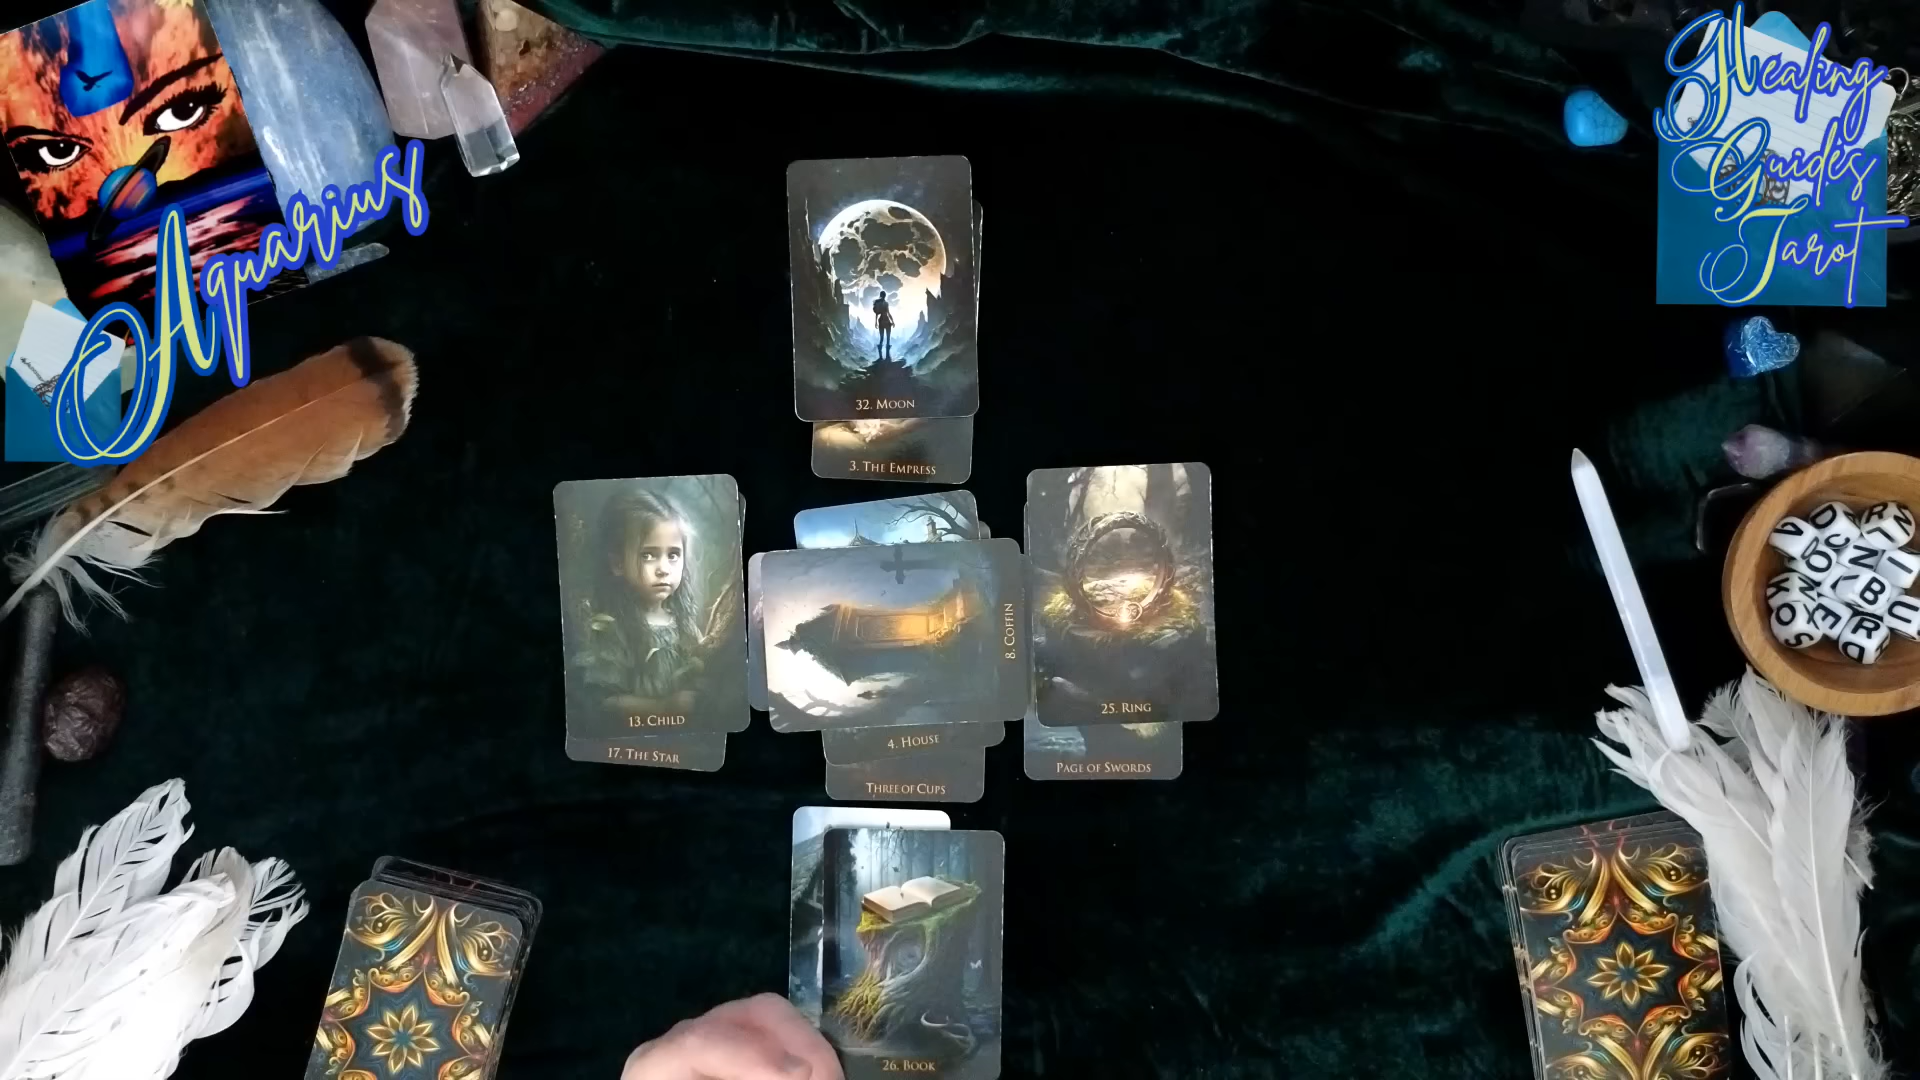 Aquarius
Healing
Guides
Tarot
32. Moon
3. The Empress
13. Child
17. The Star
8. Coffin
4. House
Three of Cups
25. Ring
Page of Swords
26. Book